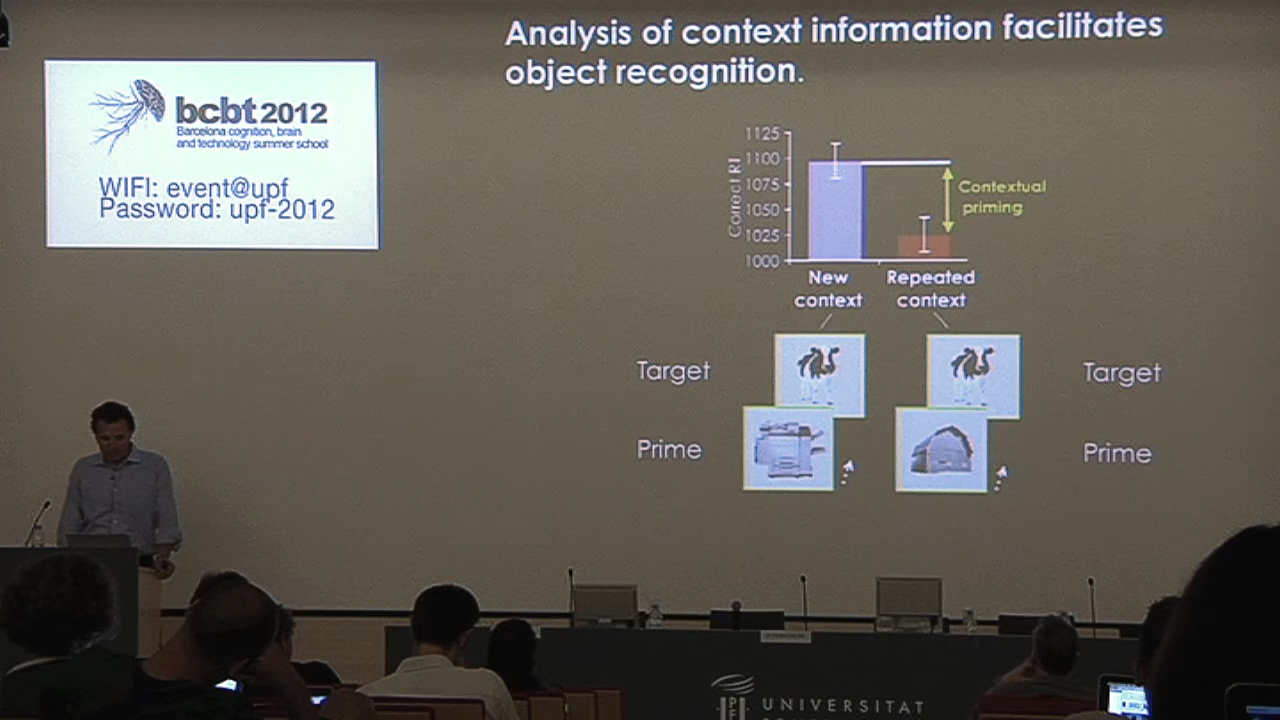 Analysis of context information facilitates
object recognition.
bcbt 2012
Barcelona cognition, brain
and technology summer school
WIFI: event@upf
Password: upf-2012
1125
1100
1075
1050
1025
1000
Correct RT
Contextual
priming
New
context
Repeated
context
Target
Target
Prime
Prime
UNIVERSITAT